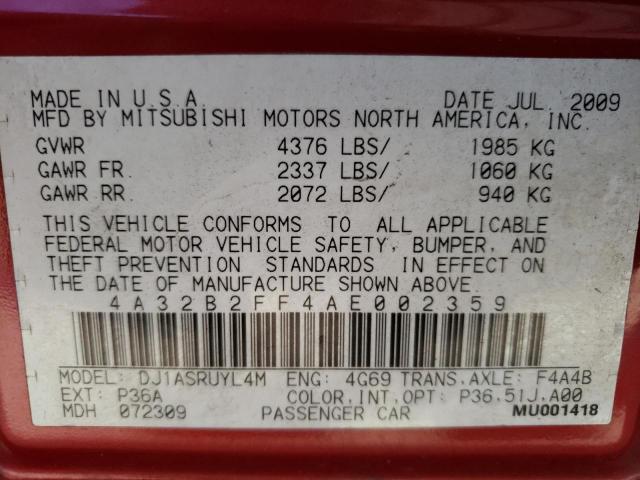 MADE IN U.S.A. DATE JUL. 2009
MFD BY MITSUBISHI MOTORS NORTH AMERICA, INC.
GVWR 4376 LBS/ 1985 KG
GAWR FR. 2337 LBS/ 1060 KG
GAWR RR. 2072 LBS/ 940 KG
THIS VEHICLE CONFORMS TO ALL APPLICABLE
FEDERAL MOTOR VEHICLE SAFETY, BUMPER, AND
THEFT PREVENTION STANDARDS IN EFFECT ON
THE DATE OF MANUFACTURE SHOWN ABOVE.
4A32B2FF4AE002359
MODEL: DJ1ASRUYL4M ENG: 4G69 TRANS.AXLE: F4A4B
EXT: P36A COLOR,INT,OPT: P36.51J.A00
MDH 072309 PASSENGER CAR MU001418